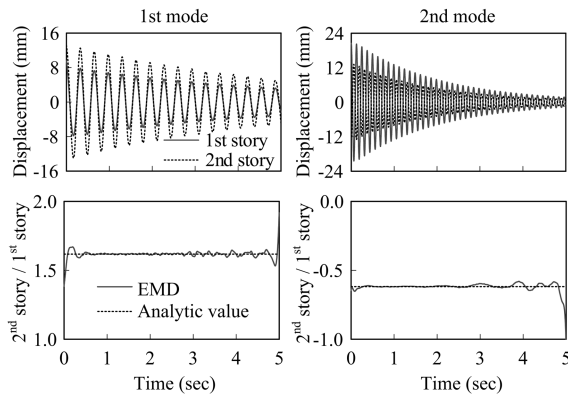 1st mode
2nd mode
Displacement (mm)
16
8
0
-8
-16
1st story
2nd story
Displacement (mm)
24
12
0
-12
-24
2nd story / 1st story
2.0
1.5
1.0
EMD
Analytic value
0 1 2 3 4 5
Time (sec)
2nd story / 1st story
0.0
-0.5
-1.0
0 1 2 3 4 5
Time (sec)